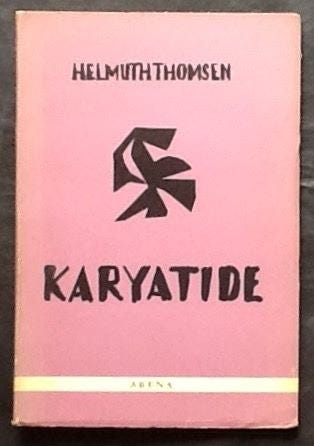 HELMUTH THOMSEN
KARYATIDE
ARENA